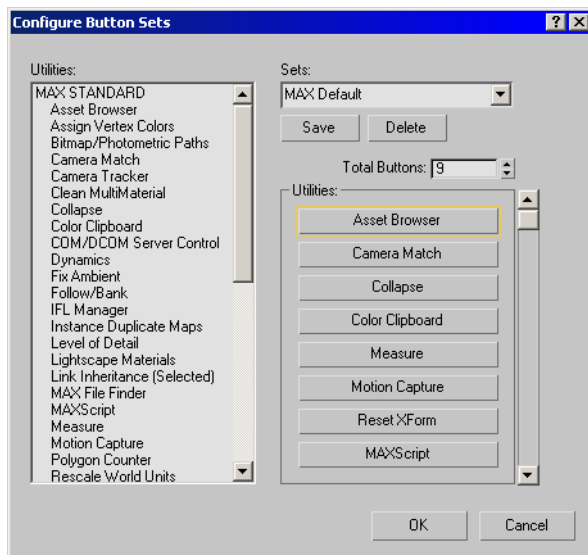 Configure Button Sets
Utilities:
MAX STANDARD
Asset Browser
Assign Vertex Colors
Bitmap/Photometric Paths
Camera Match
Camera Tracker
Clean MultiMaterial
Collapse
Color Clipboard
COM/DCOM Server Control
Dynamics
Fix Ambient
Follow/Bank
IFL Manager
Instance Duplicate Maps
Level of Detail
Lightscape Materials
Link Inheritance (Selected)
MAX File Finder
MAXScript
Measure
Motion Capture
Polygon Counter
Rescale World Units
Sets:
MAX Default
Save
Delete
Total Buttons: 9
Utilities:
Asset Browser
Camera Match
Collapse
Color Clipboard
Measure
Motion Capture
Reset XForm
MAXScript
OK
Cancel